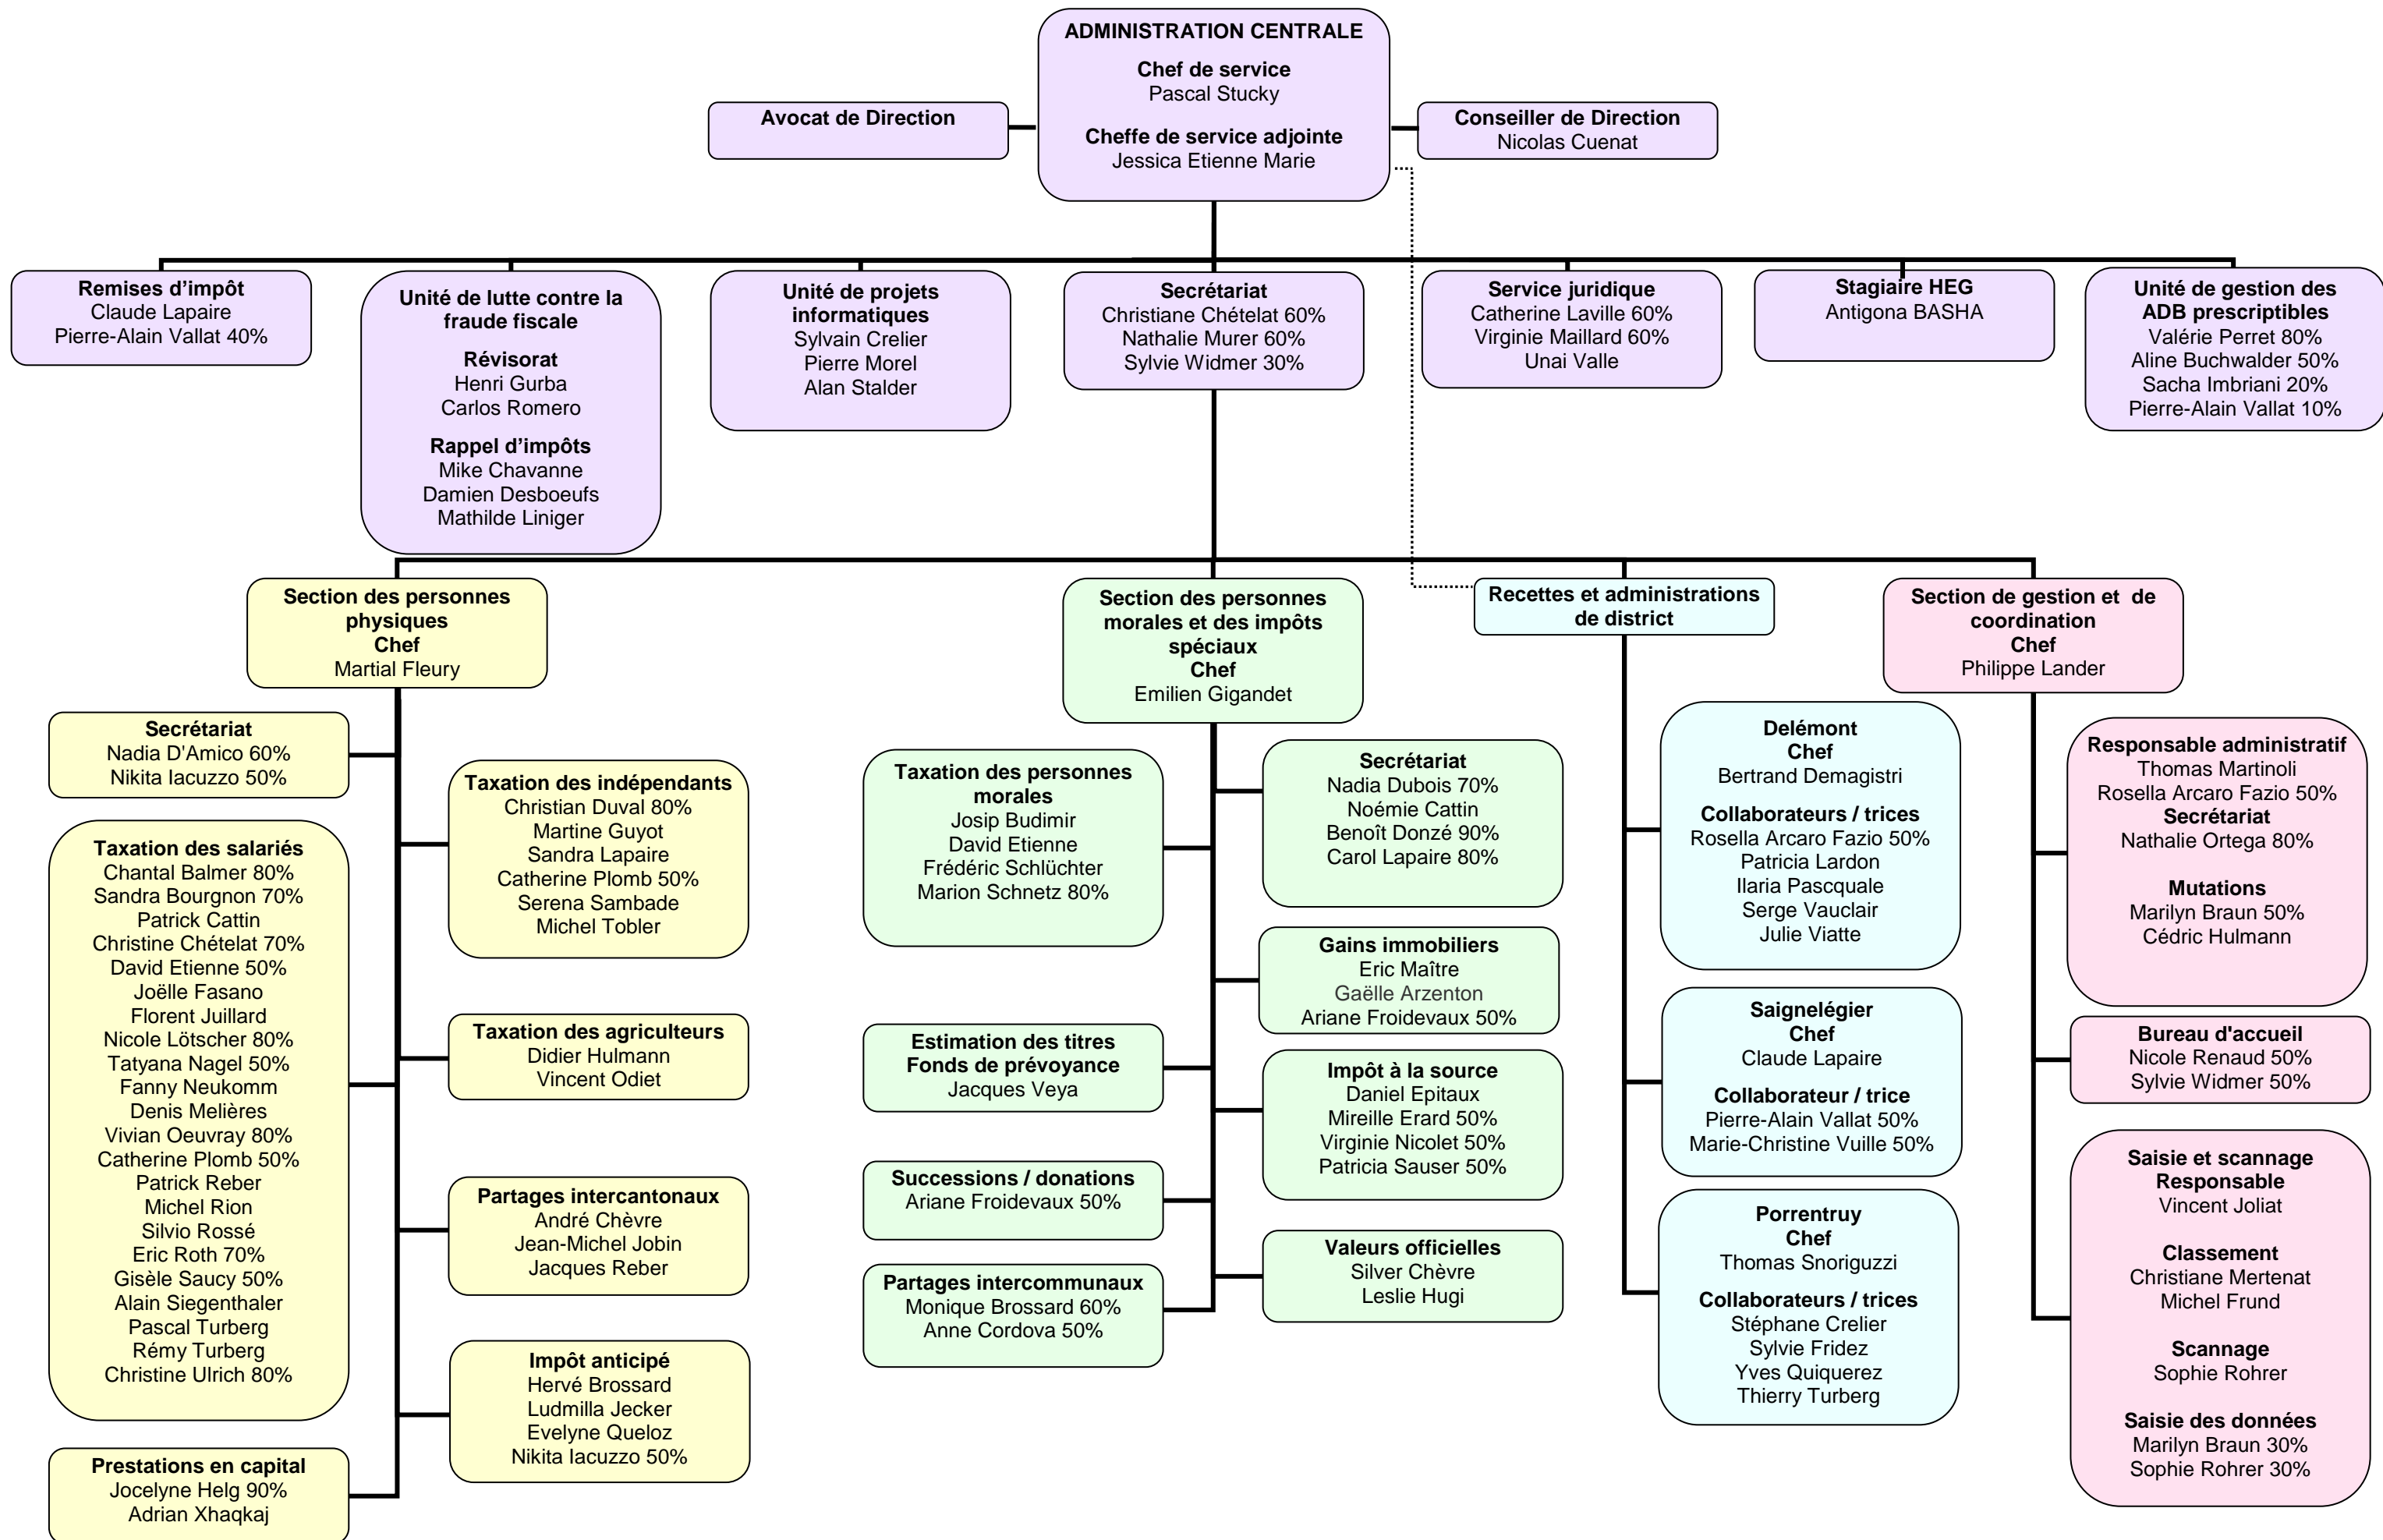 ADMINISTRATION CENTRALE
Chef de service
Pascal Stucky
Cheffe de service adjointe
Jessica Etienne Marie
Avocat de Direction
Conseiller de Direction
Nicolas Cuenat
Remises d’impôt
Claude Lapaire
Pierre-Alain Vallat 40%
Unité de lutte contre la
fraude fiscale
Révisorat
Henri Gurba
Carlos Romero
Rappel d’impôts
Mike Chavanne
Damien Desboeufs
Mathilde Liniger
Unité de projets
informatiques
Sylvain Crelier
Pierre Morel
Alan Stalder
Secrétariat
Christiane Chételat 60%
Nathalie Murer 60%
Sylvie Widmer 30%
Service juridique
Catherine Laville 60%
Virginie Maillard 60%
Unai Valle
Stagiaire HEG
Antigona BASHA
Unité de gestion des
ADB prescriptibles
Valérie Perret 80%
Aline Buchwalder 50%
Sacha Imbriani 20%
Pierre-Alain Vallat 10%
Section des personnes
physiques
Chef
Martial Fleury
Secrétariat
Nadia D'Amico 60%
Nikita Iacuzzo 50%
Taxation des salariés
Chantal Balmer 80%
Sandra Bourgnon 70%
Patrick Cattin
Christine Chételat 70%
David Etienne 50%
Joëlle Fasano
Florent Juillard
Nicole Lötscher 80%
Tatyana Nagel 50%
Fanny Neukomm
Denis Melières
Vivian Oeuvray 80%
Catherine Plomb 50%
Patrick Reber
Michel Rion
Silvio Rossé
Eric Roth 70%
Gisèle Saucy 50%
Alain Siegenthaler
Pascal Turberg
Rémy Turberg
Christine Ulrich 80%
Prestations en capital
Jocelyne Helg 90%
Adrian Xhaqkaj
Taxation des indépendants
Christian Duval 80%
Martine Guyot
Sandra Lapaire
Catherine Plomb 50%
Serena Sambade
Michel Tobler
Taxation des agriculteurs
Didier Hulmann
Vincent Odiet
Partages intercantonaux
André Chèvre
Jean-Michel Jobin
Jacques Reber
Impôt anticipé
Hervé Brossard
Ludmilla Jecker
Evelyne Queloz
Nikita Iacuzzo 50%
Section des personnes
morales et des impôts
spéciaux
Chef
Emilien Gigandet
Taxation des personnes
morales
Josip Budimir
David Etienne
Frédéric Schlüchter
Marion Schnetz 80%
Estimation des titres
Fonds de prévoyance
Jacques Veya
Successions / donations
Ariane Froidevaux 50%
Partages intercommunaux
Monique Brossard 60%
Anne Cordova 50%
Secrétariat
Nadia Dubois 70%
Noémie Cattin
Benoît Donzé 90%
Carol Lapaire 80%
Gains immobiliers
Eric Maître
Gaëlle Arzenton
Ariane Froidevaux 50%
Impôt à la source
Daniel Epitaux
Mireille Erard 50%
Virginie Nicolet 50%
Patricia Sauser 50%
Valeurs officielles
Silver Chèvre
Leslie Hugi
Recettes et administrations
de district
Delémont
Chef
Bertrand Demagistri
Collaborateurs / trices
Rosella Arcaro Fazio 50%
Patricia Lardon
Ilaria Pascquale
Serge Vauclair
Julie Viatte
Saignelégier
Chef
Claude Lapaire
Collaborateur / trice
Pierre-Alain Vallat 50%
Marie-Christine Vuille 50%
Porrentruy
Chef
Thomas Snoriguzzi
Collaborateurs / trices
Stéphane Crelier
Sylvie Fridez
Yves Quiquerez
Thierry Turberg
Section de gestion et de
coordination
Chef
Philippe Lander
Responsable administratif
Thomas Martinoli
Rosella Arcaro Fazio 50%
Secrétariat
Nathalie Ortega 80%
Mutations
Marilyn Braun 50%
Cédric Hulmann
Bureau d'accueil
Nicole Renaud 50%
Sylvie Widmer 50%
Saisie et scannage
Responsable
Vincent Joliat
Classement
Christiane Mertenat
Michel Frund
Scannage
Sophie Rohrer
Saisie des données
Marilyn Braun 30%
Sophie Rohrer 30%